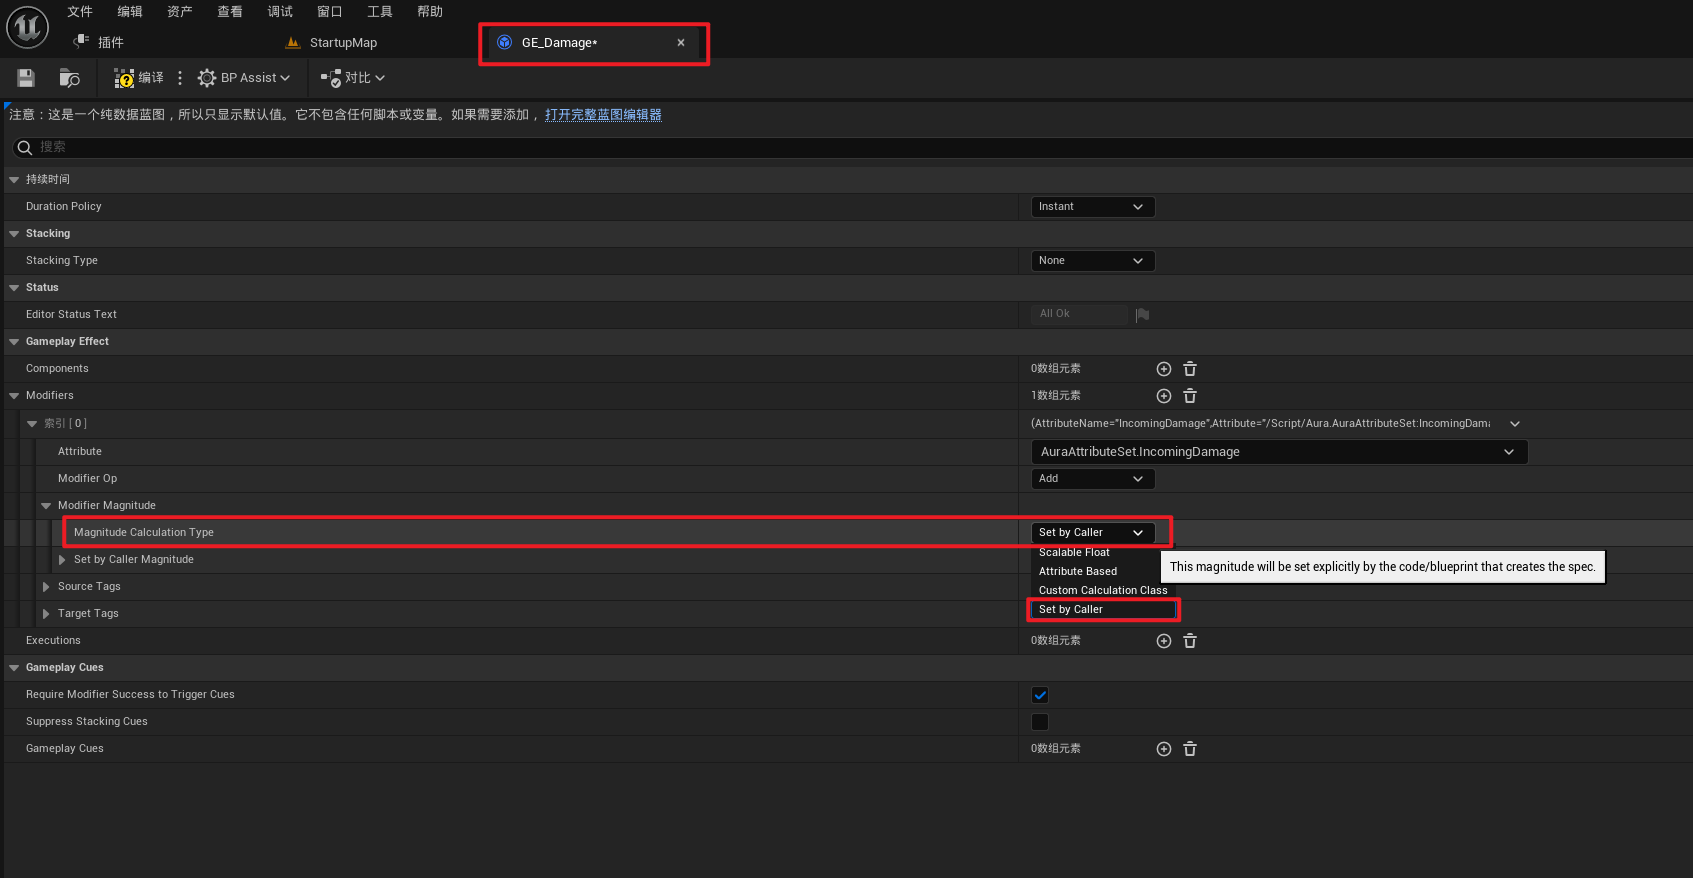 文件 编辑 资产 查看 调试 窗口 工具 帮助
插件 StartupMap GE_Damage*
编译 BP Assist 对比
注意：这是一个纯数据蓝图，所以只显示默认值。它不包含任何脚本或变量。如果需要添加，打开完整蓝图编辑器
搜索
持续时间
Duration Policy Instant
Stacking
Stacking Type None
Status
Editor Status Text All Ok
Gameplay Effect
Components 0数组元素
Modifiers 1数组元素
索引 [ 0 ] (AttributeName="IncomingDamage",Attribute="/Script/Aura.AuraAttributeSet:IncomingDama
Attribute AuraAttributeSet.IncomingDamage
Modifier Op Add
Modifier Magnitude
Magnitude Calculation Type Set by Caller
Scalable Float
Set by Caller Magnitude
Attribute Based
This magnitude will be set explicitly by the code/blueprint that creates the spec.
Source Tags
Custom Calculation Class
Target Tags Set by Caller
Executions 0数组元素
Gameplay Cues
Require Modifier Success to Trigger Cues
Suppress Stacking Cues
Gameplay Cues 0数组元素